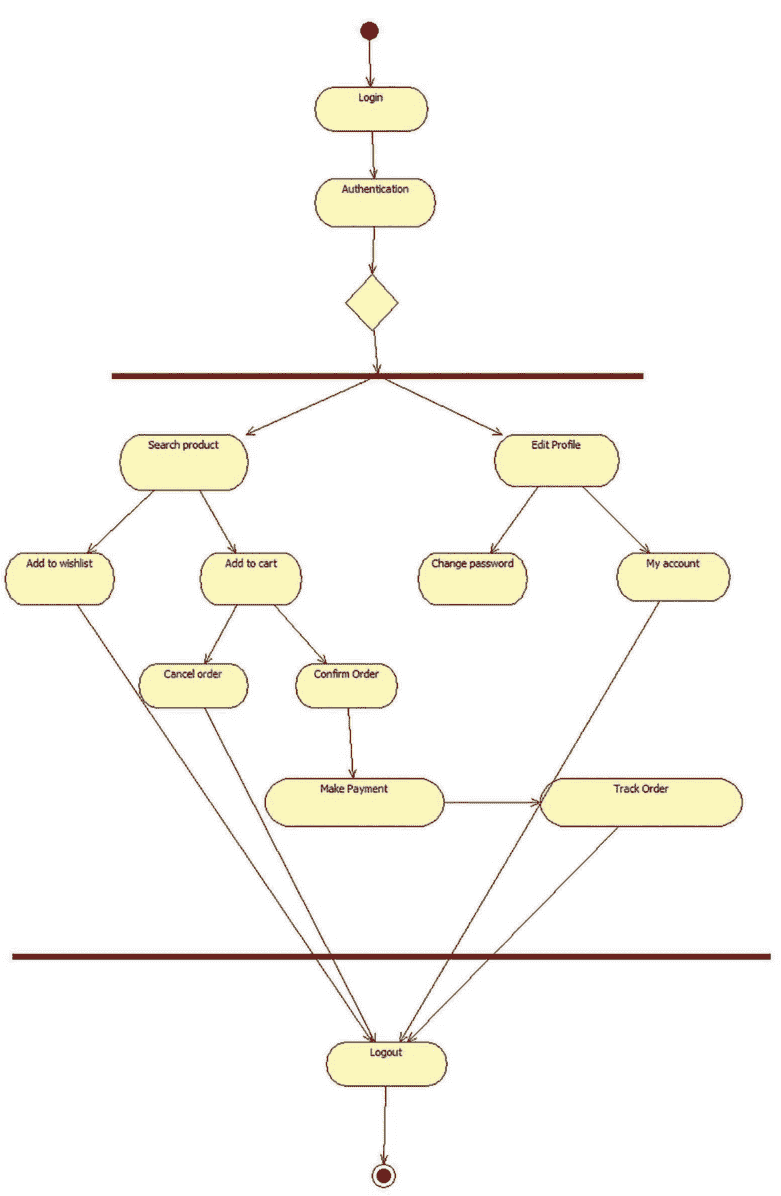 Login
Authentication
Search product
Edit Profile
Add to wishlist
Add to cart
Change password
My account
Cancel order
Confirm Order
Make Payment
Track Order
Logout